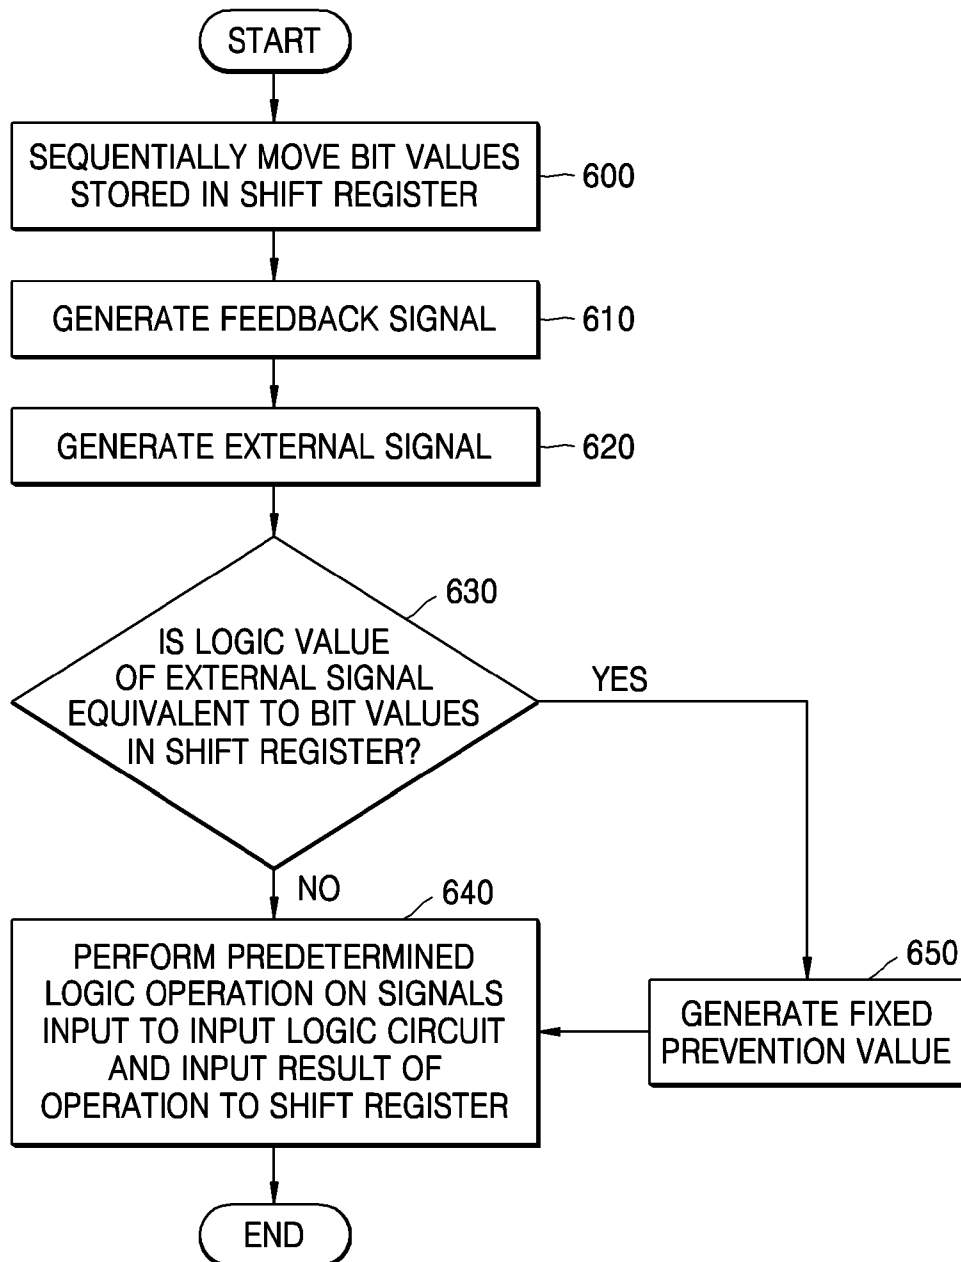 START
SEQUENTIALLY MOVE BIT VALUES
STORED IN SHIFT REGISTER
600
GENERATE FEEDBACK SIGNAL
610
GENERATE EXTERNAL SIGNAL
620
630
IS LOGIC VALUE
OF EXTERNAL SIGNAL
EQUIVALENT TO BIT VALUES
IN SHIFT REGISTER?
YES
NO
640
PERFORM PREDETERMINED
LOGIC OPERATION ON SIGNALS
INPUT TO INPUT LOGIC CIRCUIT
AND INPUT RESULT OF
OPERATION TO SHIFT REGISTER
650
GENERATE FIXED
PREVENTION VALUE
END